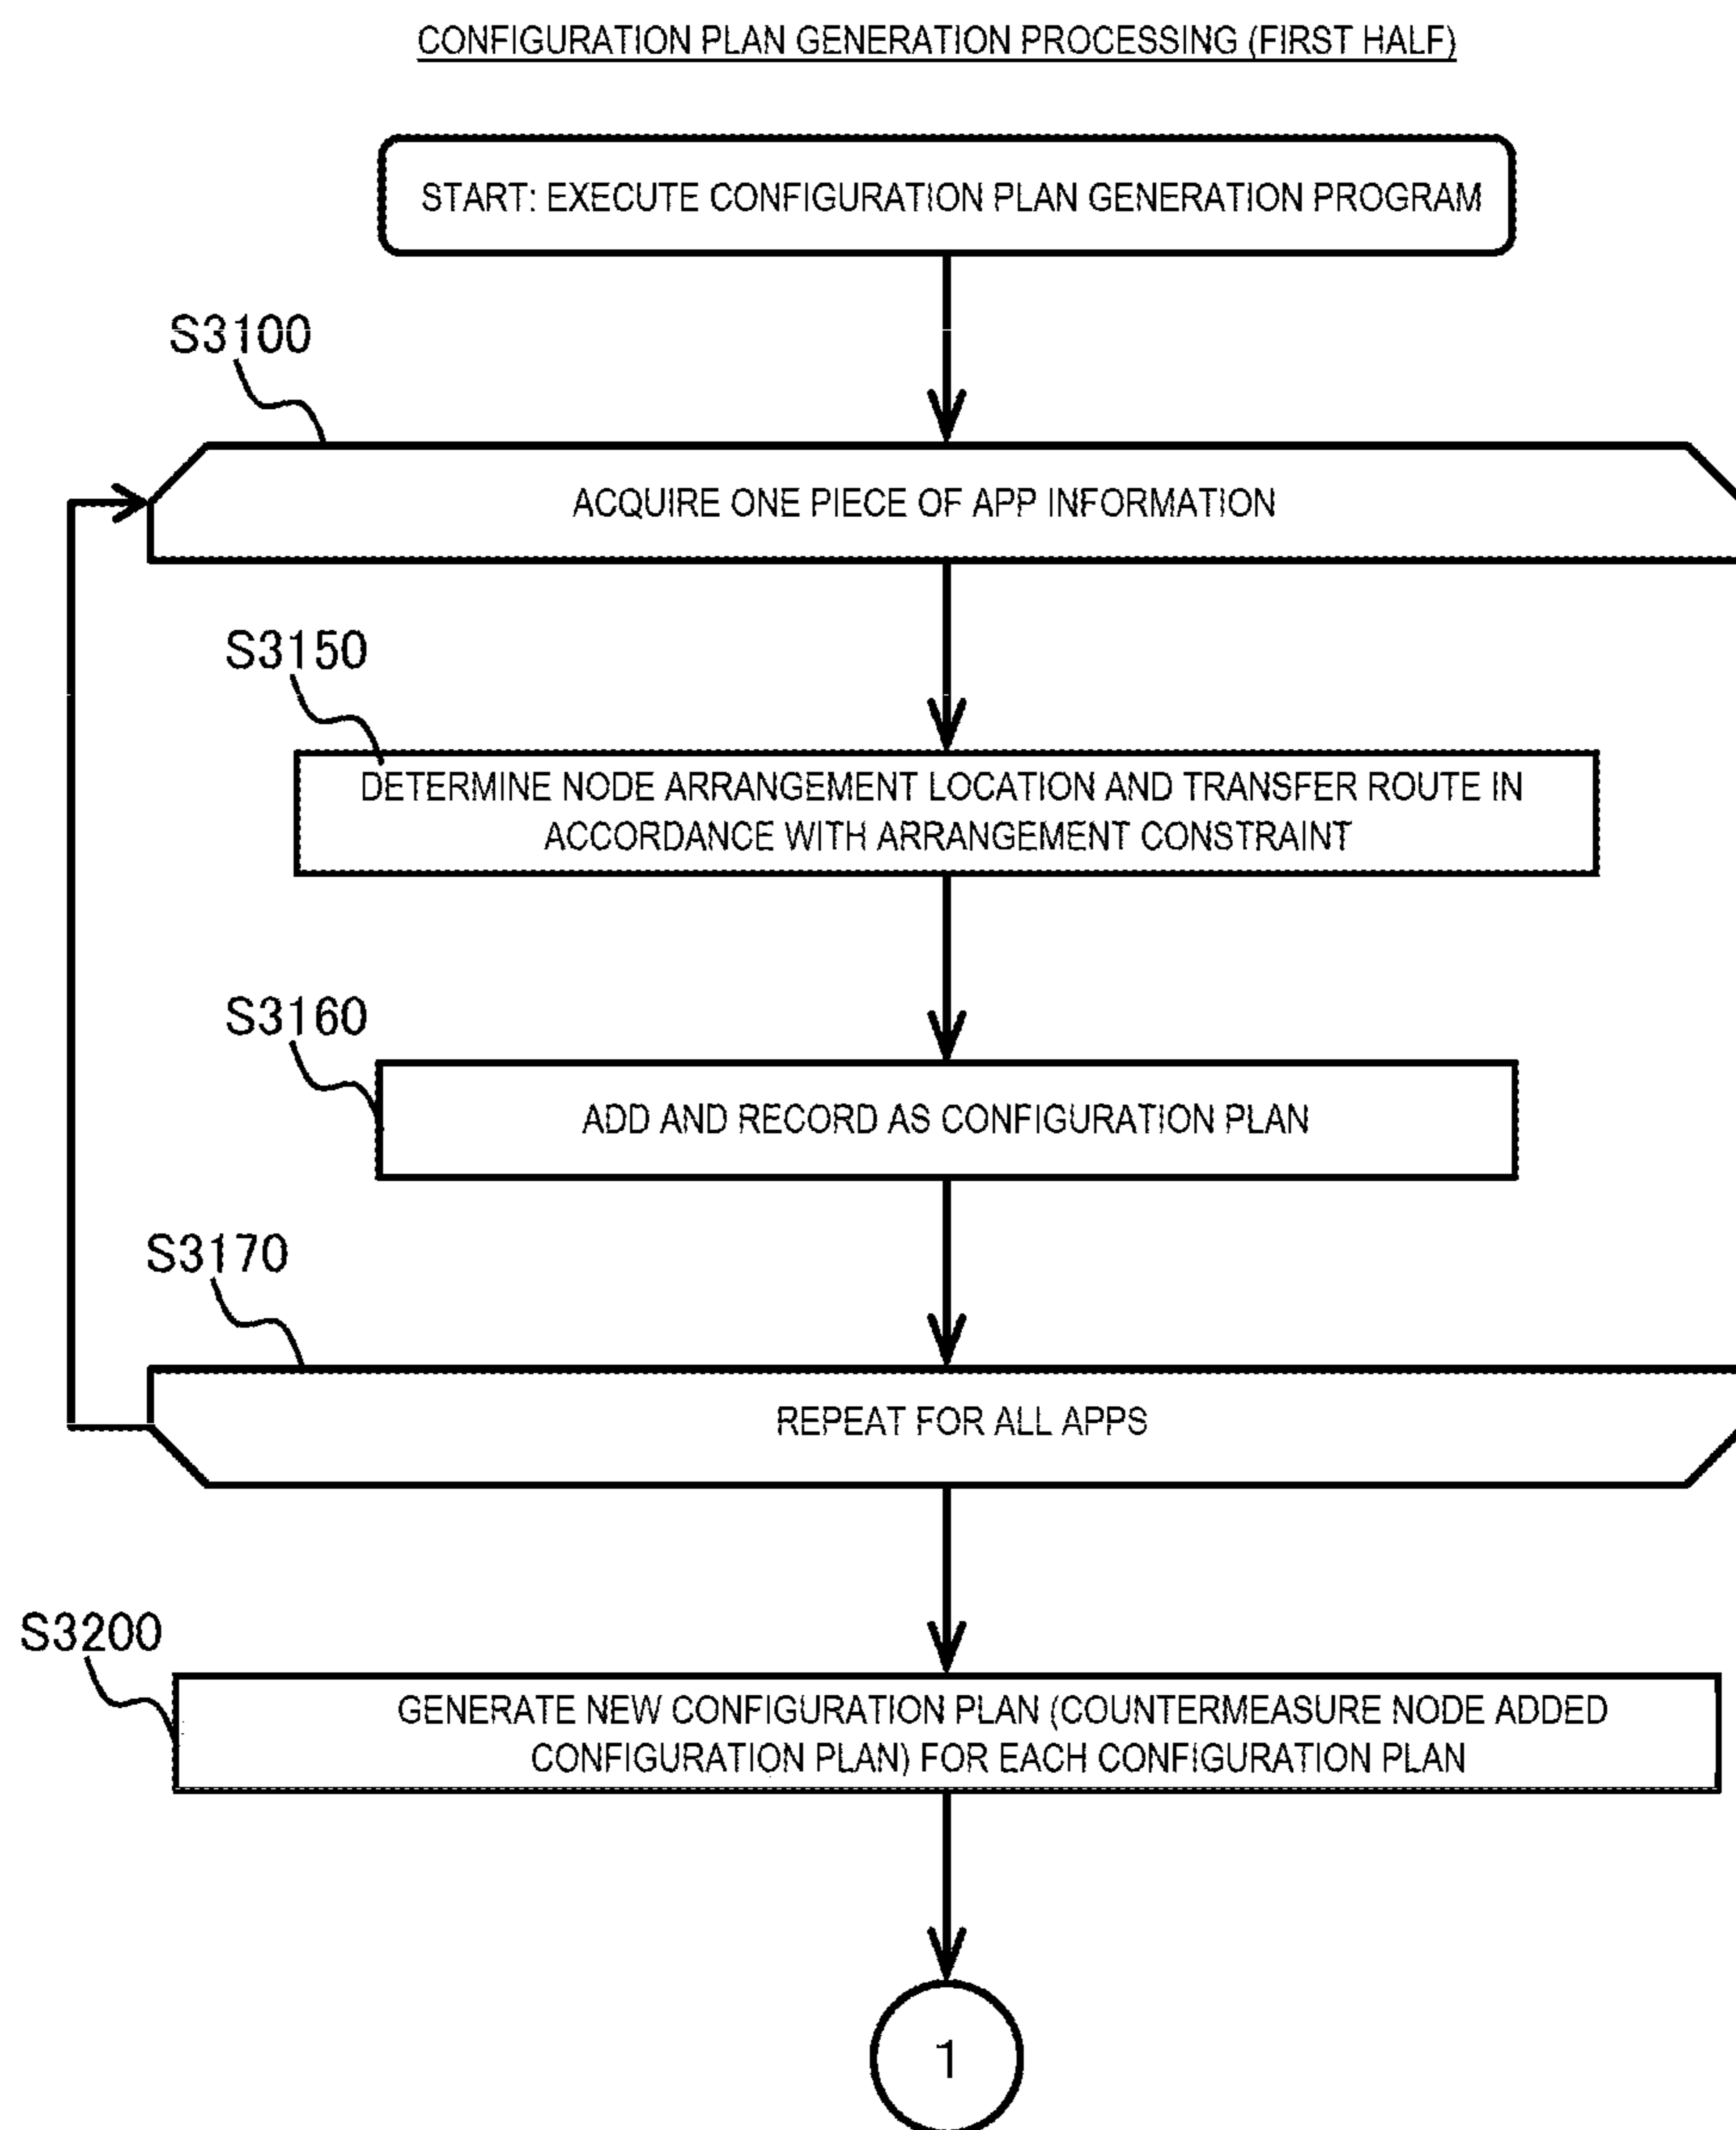 CONFIGURATION PLAN GENERATION PROCESSING (FIRST HALF)
START: EXECUTE CONFIGURATION PLAN GENERATION PROGRAM
S3100
ACQUIRE ONE PIECE OF APP INFORMATION
S3150
DETERMINE NODE ARRANGEMENT LOCATION AND TRANSFER ROUTE IN
ACCORDANCE WITH ARRANGEMENT CONSTRAINT
S3160
ADD AND RECORD AS CONFIGURATION PLAN
S3170
REPEAT FOR ALL APPS
S3200
GENERATE NEW CONFIGURATION PLAN (COUNTERMEASURE NODE ADDED
CONFIGURATION PLAN) FOR EACH CONFIGURATION PLAN
1